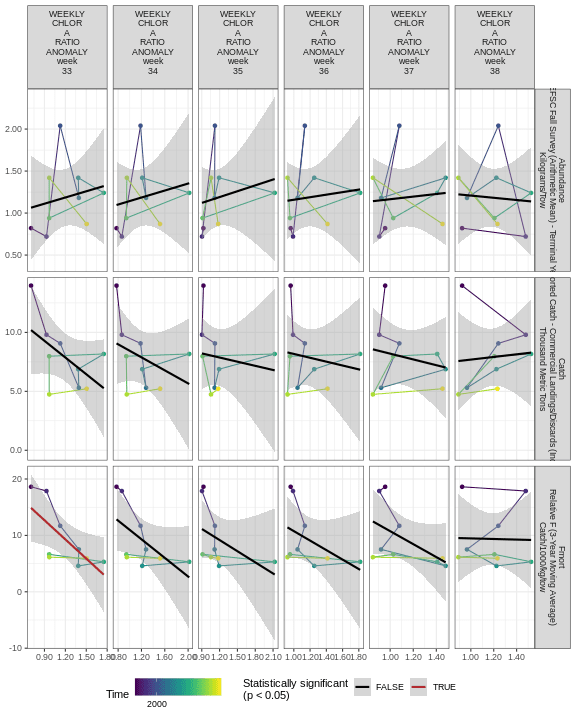 WEEKLY CHLOR A RATIO ANOMALY week 33
WEEKLY CHLOR A RATIO ANOMALY week 34
WEEKLY CHLOR A RATIO ANOMALY week 35
WEEKLY CHLOR A RATIO ANOMALY week 36
WEEKLY CHLOR A RATIO ANOMALY week 37
WEEKLY CHLOR A RATIO ANOMALY week 38
2.00
1.50
1.00
0.50
Abundance
Fall Survey (Arithmetic Mean) - Terminal
Kilograms/tow
10.0
5.0
0.0
Catch
Catch - Commercial Landings/Discards
Thousand Metric Tons
20
10
0
-10
Fmort
Relative F (3-Year Moving Average)
Catch/1000/kg/tow
0.90 1.20 1.50
0.80 1.20 1.60
0.90 1.20 1.50 1.80 2.10
1.00 1.20 1.40 1.60 1.80
1.00 1.20 1.40
1.00 1.20 1.40
Time
2000
Statistically significant
(p < 0.05)
FALSE
TRUE